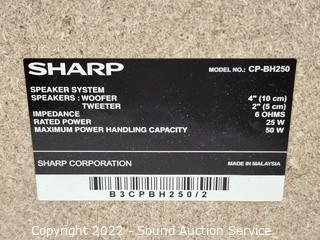 SHARP MODEL NO.: CP-BH250
SPEAKER SYSTEM
SPEAKERS : WOOFER 4" (10 cm)
TWEETER 2" (5 cm)
IMPEDANCE 6 OHMS
RATED POWER 25 W
MAXIMUM POWER HANDLING CAPACITY 50 W
SHARP CORPORATION MADE IN MALAYSIA
B3CPBH250/2
Copyright 2022 - Sound Auction Service